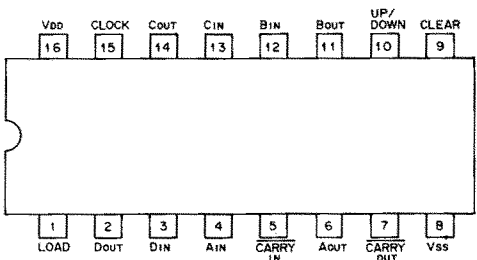 UP/
VDD CLOCK COUT CIN BIN BOUT DOWN CLEAR
16 15 14 13 12 11 10 9
1 2 3 4 5 6 7 8
LOAD DOUT DIN AIN CARRY AOUT CARRY VSS
IN OUT